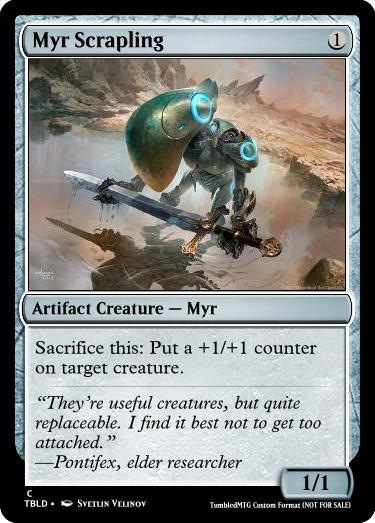 Myr Scrapling
1
Artifact Creature — Myr
Sacrifice this: Put a +1/+1 counter
on target creature.
“They’re useful creatures, but quite
replaceable. I find it best not to get too
attached.”
—Pontifex, elder researcher
1/1
C
TBLD • Svetlin Velinov
TumbledMTG Custom Format (NOT FOR SALE)